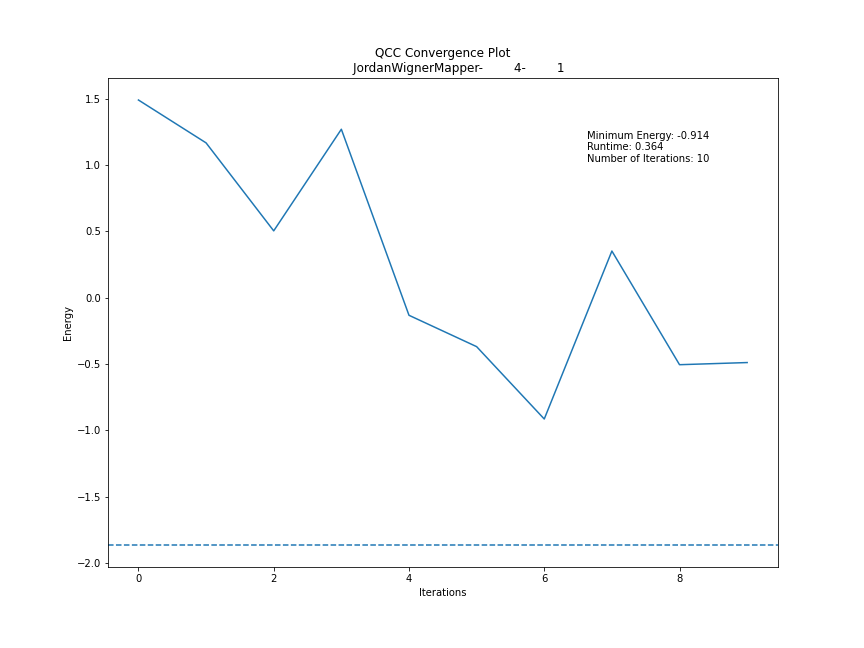 QCC Convergence Plot
JordanWignerMapper- 4- 1
Minimum Energy: -0.914
Runtime: 0.364
Number of Iterations: 10
Energy
1.5
1.0
0.5
0.0
−0.5
−1.0
−1.5
−2.0
0 2 4 6 8
Iterations